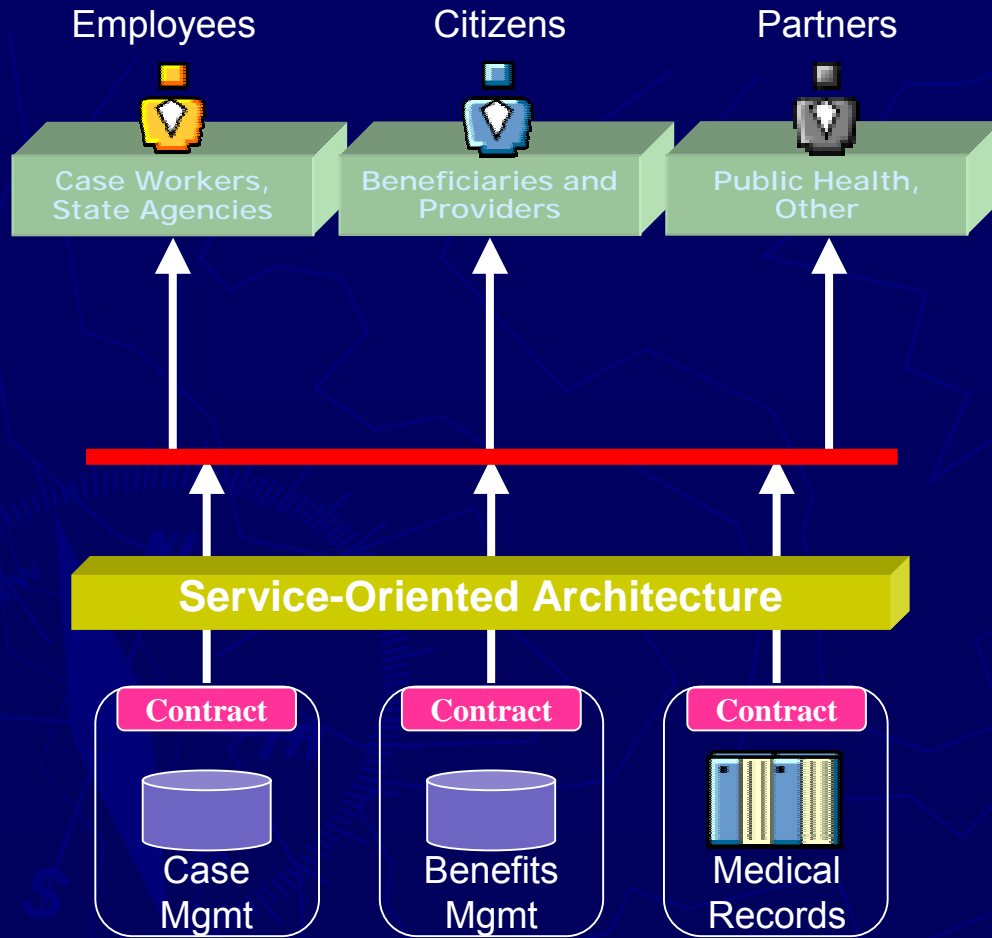 Employees
Citizens
Partners
Case Workers,
State Agencies
Beneficiaries and
Providers
Public Health,
Other
Service-Oriented Architecture
Contract
Contract
Contract
Case
Mgmt
Benefits
Mgmt
Medical
Records